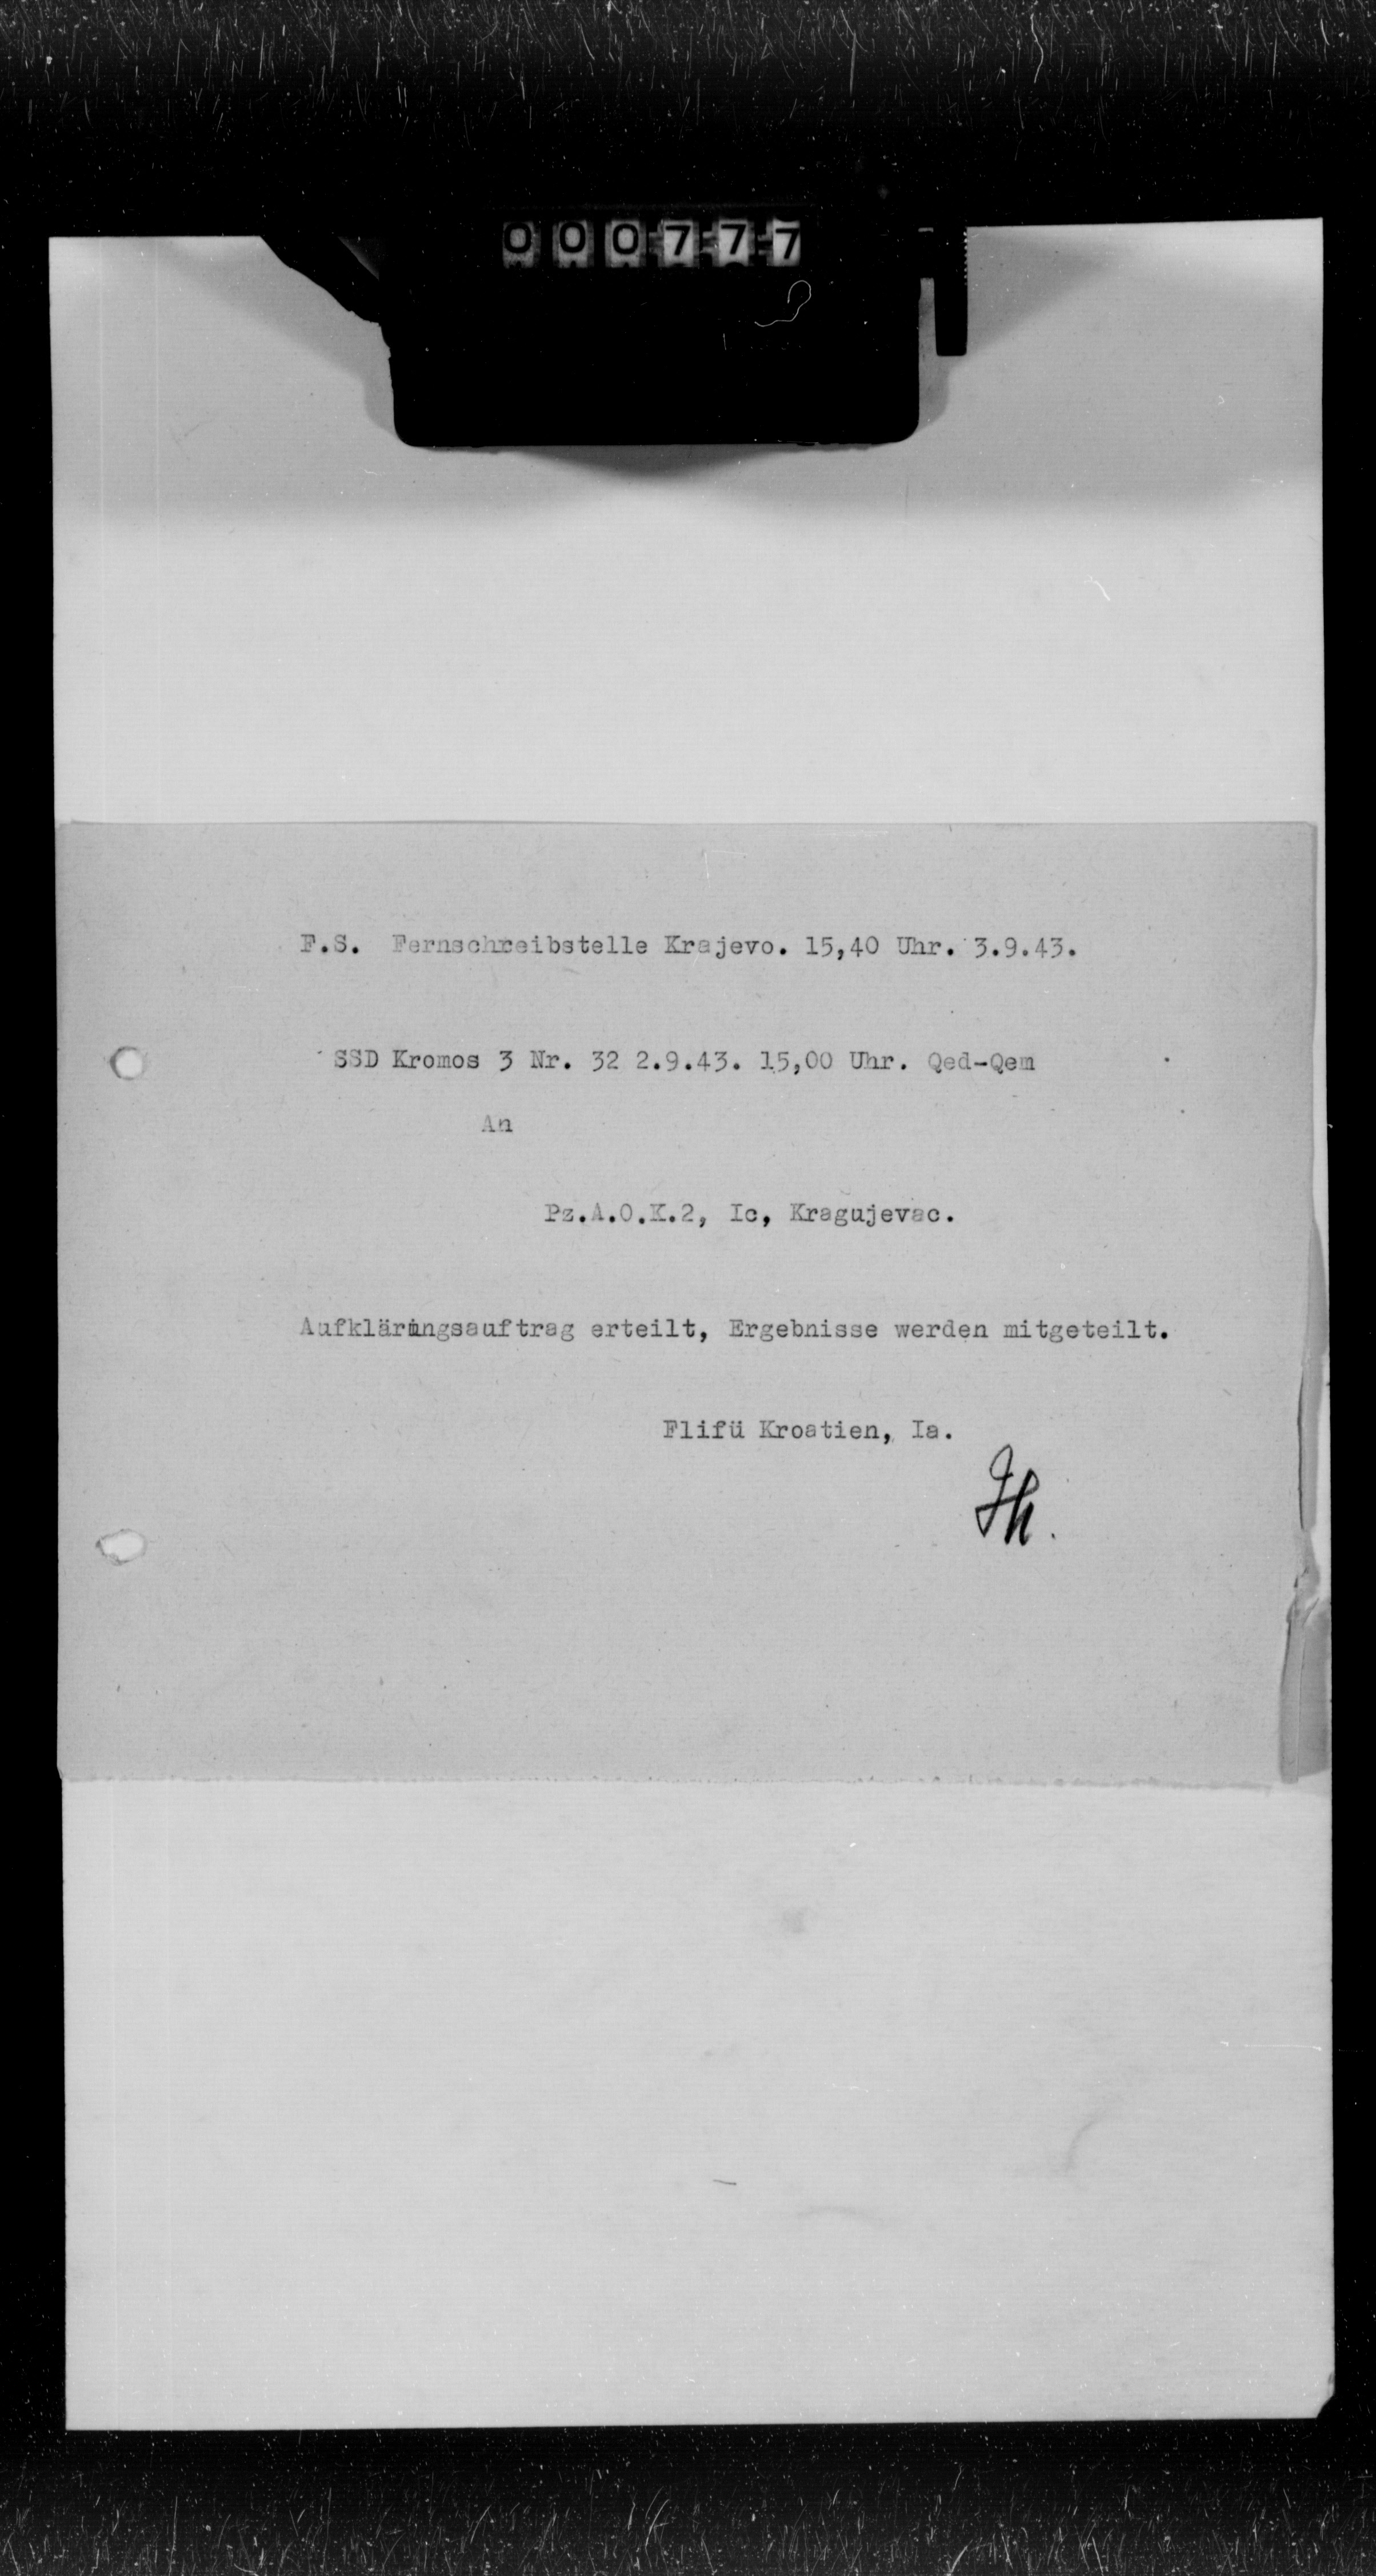 000777
F.S. Fernschreibstelle Krajevo. 15,40 Uhr. 3.9.43.
SSD Kromos 3 Nr. 32 2.9.43. 15,00 Uhr. Qed-Qem
An
Pz.A.O.K.2, Ic, Kragujevac.
Aufklärungsauftrag erteilt, Ergebnisse werden mitgeteilt.
Flifü Kroatien, Ia.